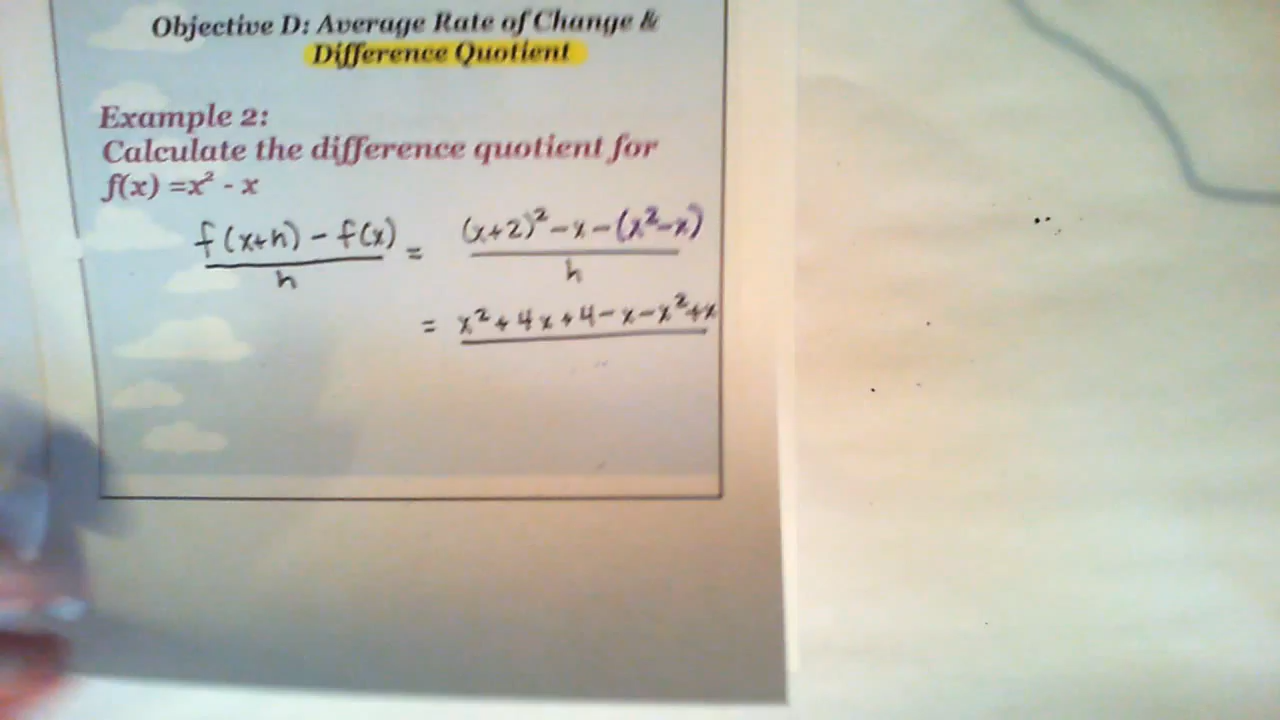 Objective D: Average Rate of Change &
Difference Quotient
Example 2:
Calculate the difference quotient for
f(x) =x² - x
f(x+h) - f(x) / h = (x+2)² - x - (x² - x) / h
= x² + 4x + 4 - x - x² + x